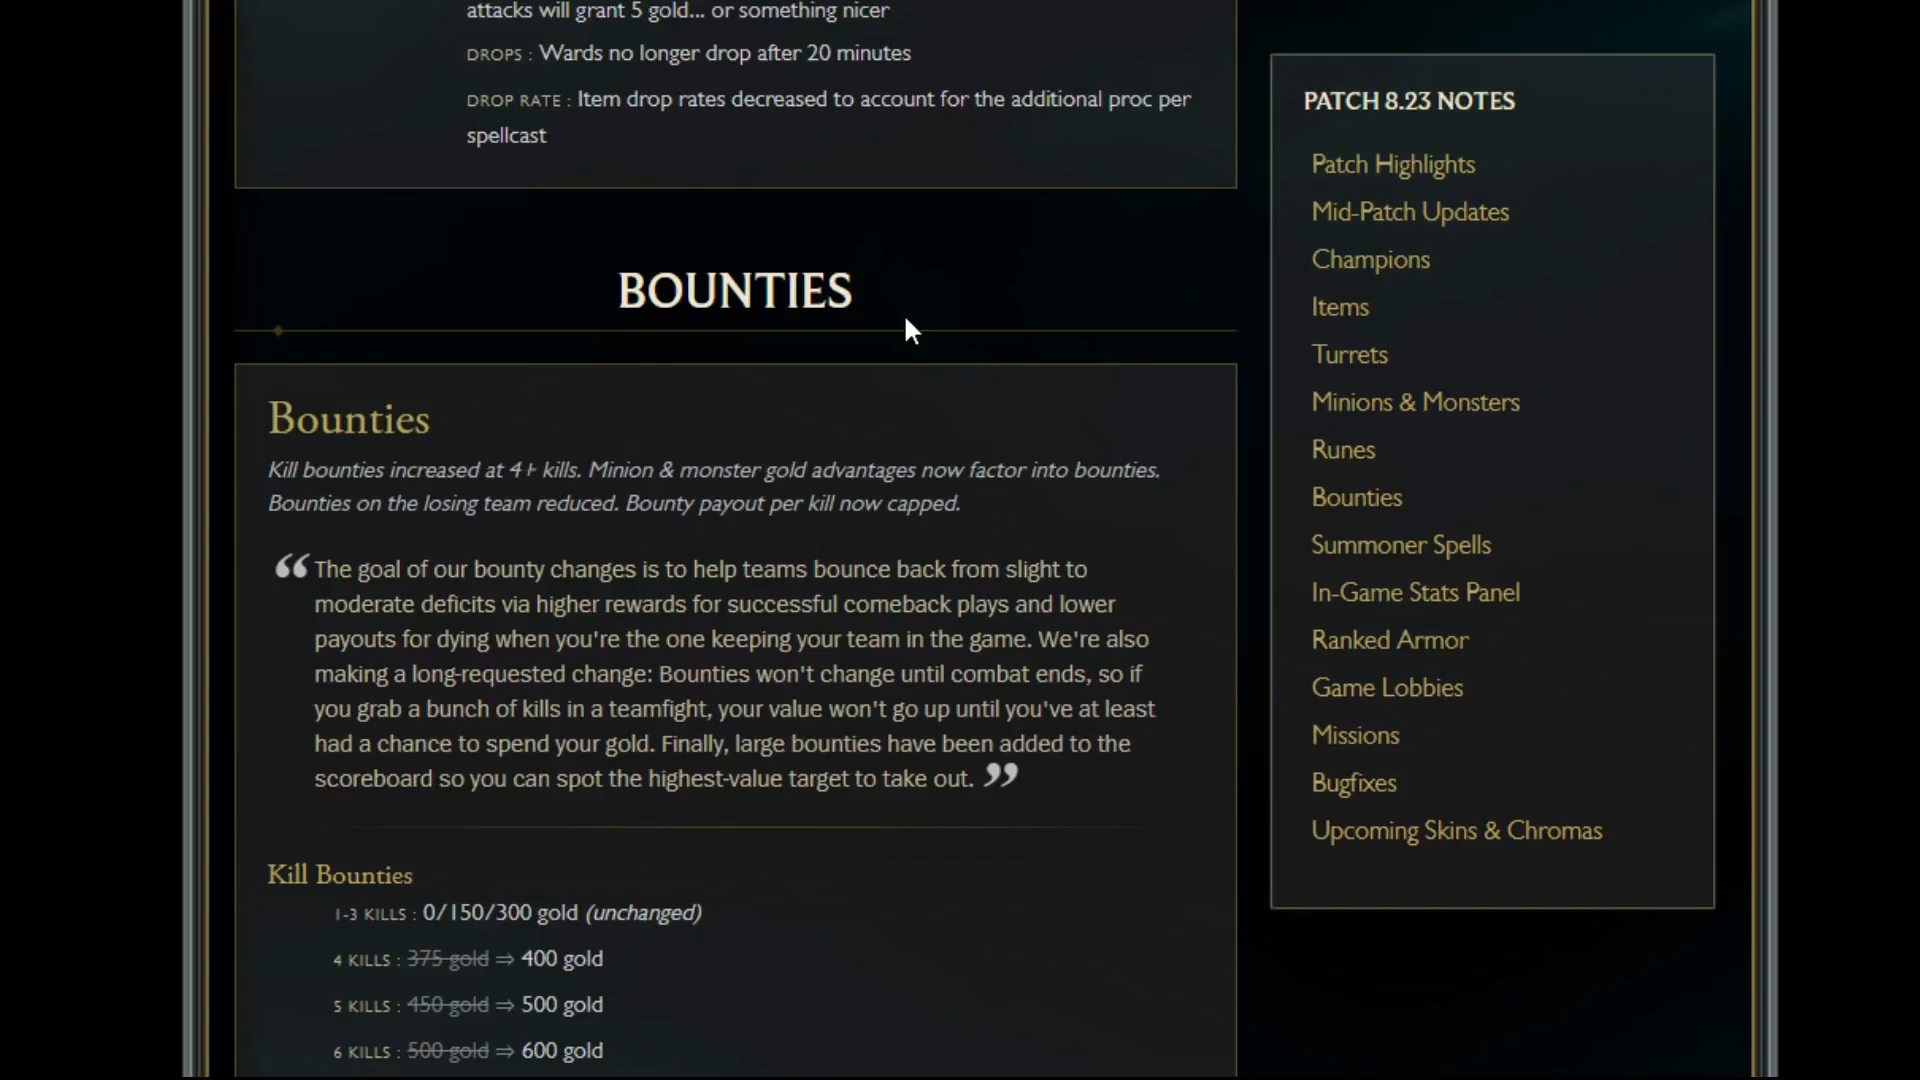 attacks will grant 5 gold... or something nicer
DROPS : Wards no longer drop after 20 minutes
DROP RATE : Item drop rates decreased to account for the additional proc per
spellcast
BOUNTIES
Bounties
Kill bounties increased at 4+ kills. Minion & monster gold advantages now factor into bounties.
Bounties on the losing team reduced. Bounty payout per kill now capped.
“The goal of our bounty changes is to help teams bounce back from slight to
moderate deficits via higher rewards for successful comeback plays and lower
payouts for dying when you're the one keeping your team in the game. We're also
making a long-requested change: Bounties won't change until combat ends, so if
you grab a bunch of kills in a teamfight, your value won't go up until you've at least
had a chance to spend your gold. Finally, large bounties have been added to the
scoreboard so you can spot the highest-value target to take out. ”
Kill Bounties
1-3 KILLS : 0/150/300 gold (unchanged)
4 KILLS : 375 gold ⇒ 400 gold
5 KILLS : 450 gold ⇒ 500 gold
6 KILLS : 500 gold ⇒ 600 gold
PATCH 8.23 NOTES
Patch Highlights
Mid-Patch Updates
Champions
Items
Turrets
Minions & Monsters
Runes
Bounties
Summoner Spells
In-Game Stats Panel
Ranked Armor
Game Lobbies
Missions
Bugfixes
Upcoming Skins & Chromas